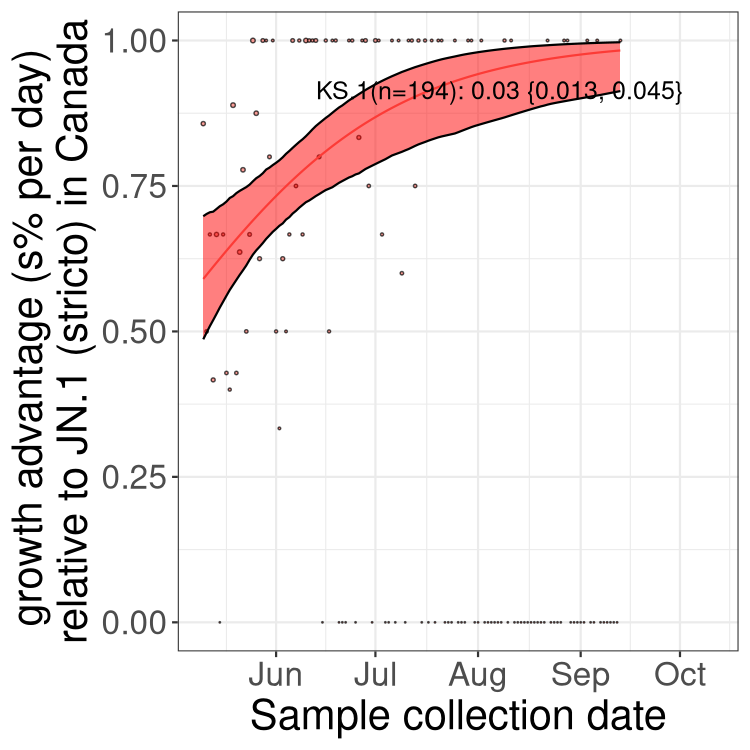 growth advantage (s% per day)
relative to JN.1 (stricto) in Canada
1.00
0.75
0.50
0.25
0.00
KS.1(n=194): 0.03 {0.013, 0.045}
Jun Jul Aug Sep Oct
Sample collection date